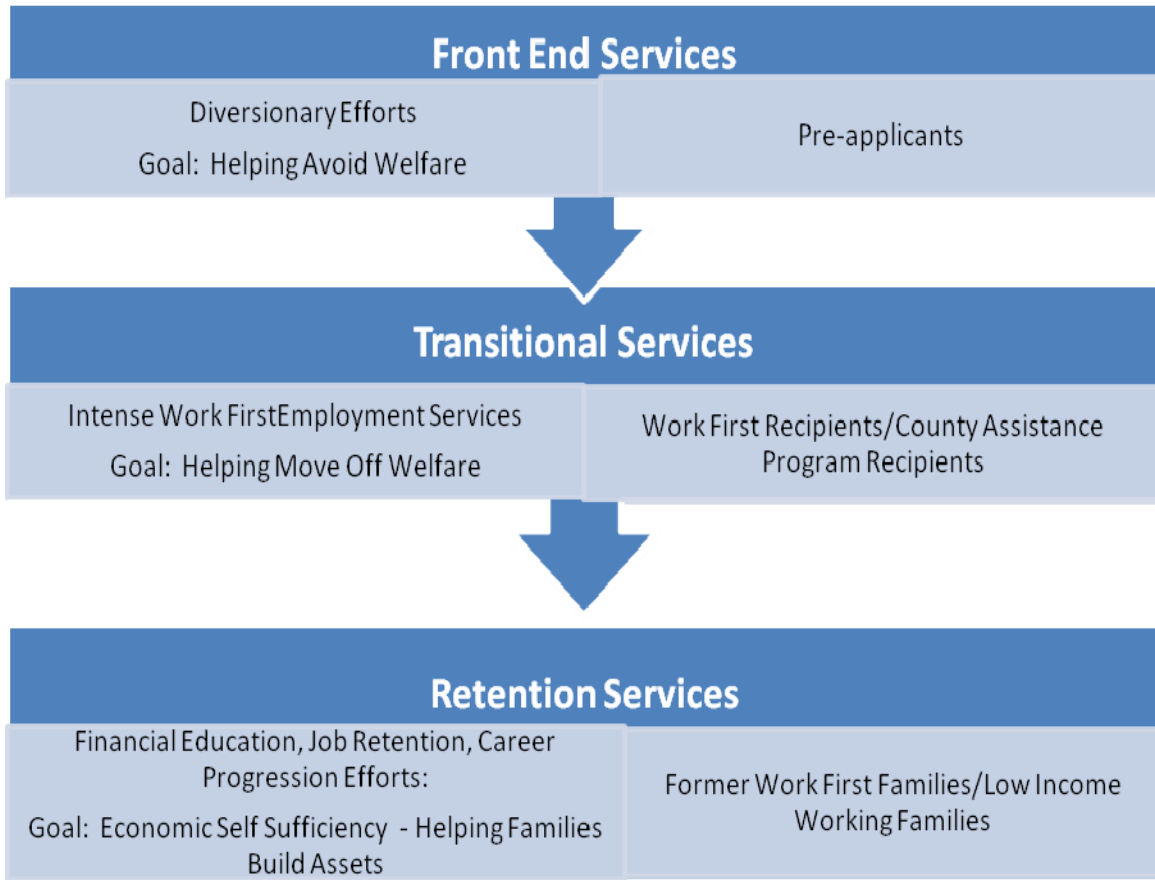 Front End Services
Diversionary Efforts
Goal: Helping Avoid Welfare
Pre-applicants
Transitional Services
Intense Work FirstEmployment Services
Goal: Helping Move Off Welfare
Work First Recipients/County Assistance
Program Recipients
Retention Services
Financial Education, Job Retention, Career
Progression Efforts:
Goal: Economic Self Sufficiency - Helping Families
Build Assets
Former Work First Families/Low Income
Working Families